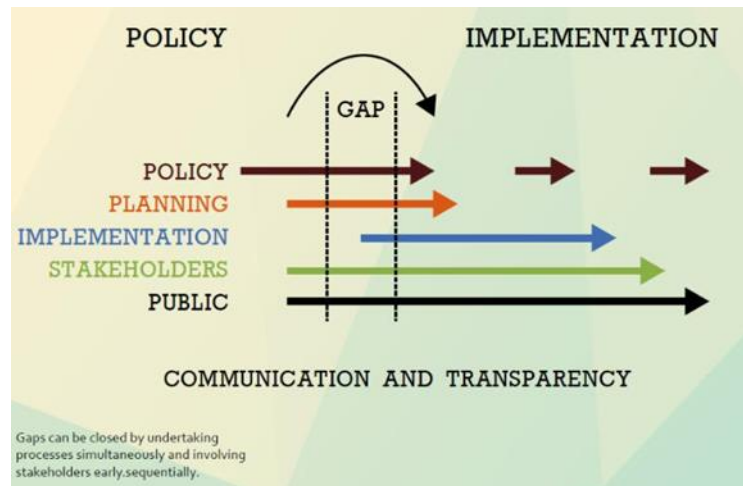 POLICY IMPLEMENTATION
GAP
POLICY
PLANNING
IMPLEMENTATION
STAKEHOLDERS
PUBLIC
COMMUNICATION AND TRANSPARENCY
Gaps can be closed by undertaking
processes simultaneously and involving
stakeholders early.sequentially.